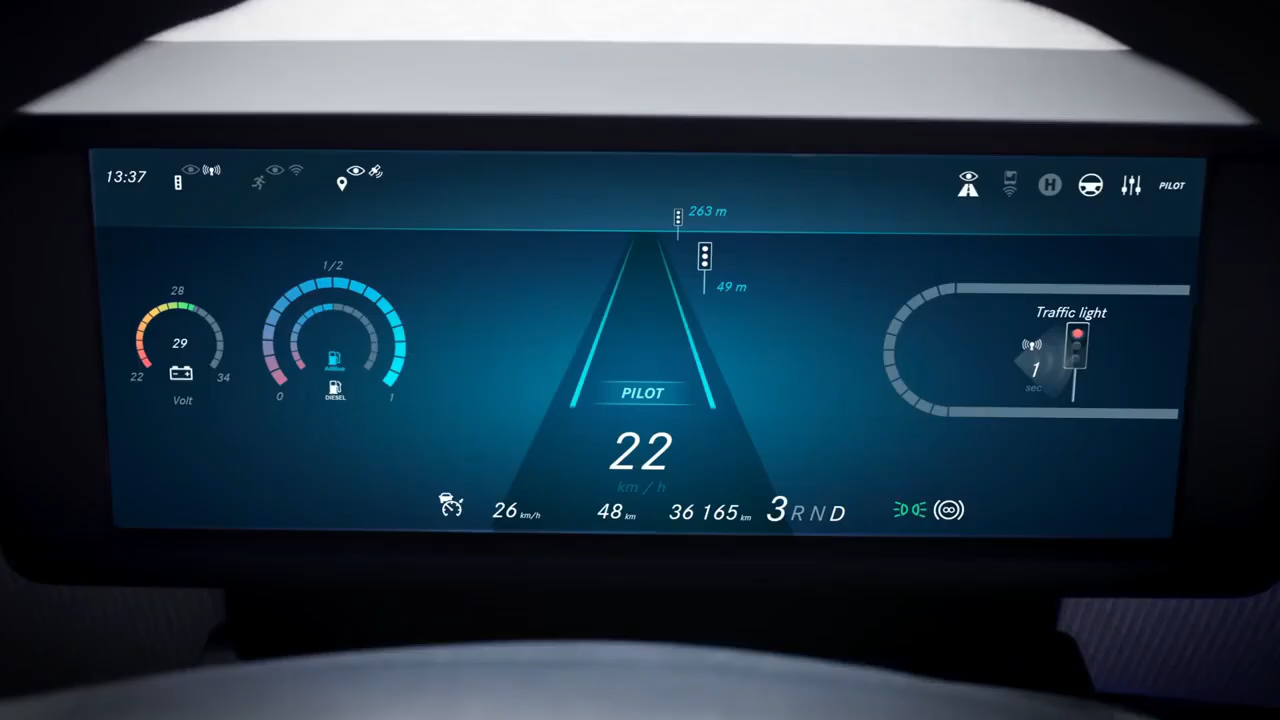 13:37
H
PILOT
263 m
49 m
28
29
22
34
Volt
1/2
AdBlue
DIESEL
0
1
Traffic light
1
sec
PILOT
22
km / h
26 km/h
48 km
36 165 km
3 R N D